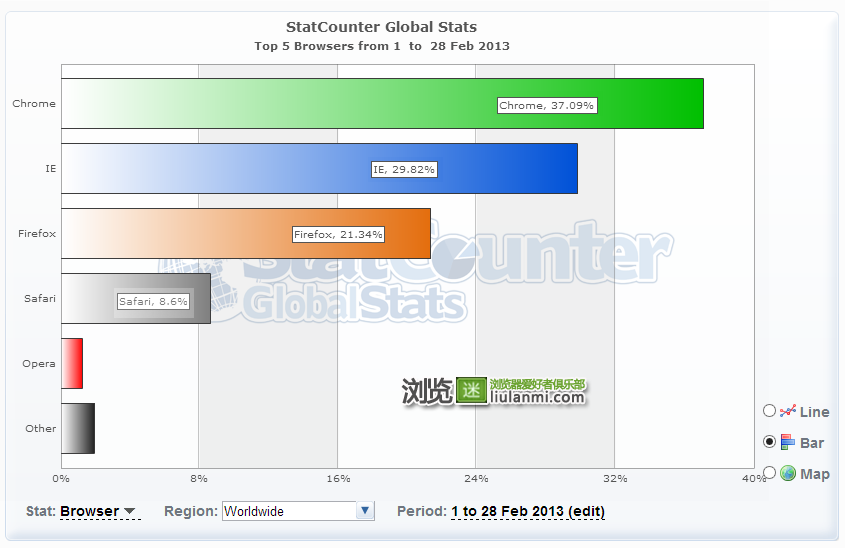 StatCounter Global Stats
Top 5 Browsers from 1 to 28 Feb 2013
Chrome
Chrome, 37.09%
IE
IE, 29.82%
Firefox
Firefox, 21.34%
StatCounter
GlobalStats
Safari
Safari, 8.6%
Opera
浏览迷
浏览器爱好者俱乐部
liulanmi.com
Other
0%
8%
16%
24%
32%
40%
Line
Bar
Map
Stat: Browser
Region: Worldwide
Period: 1 to 28 Feb 2013 (edit)